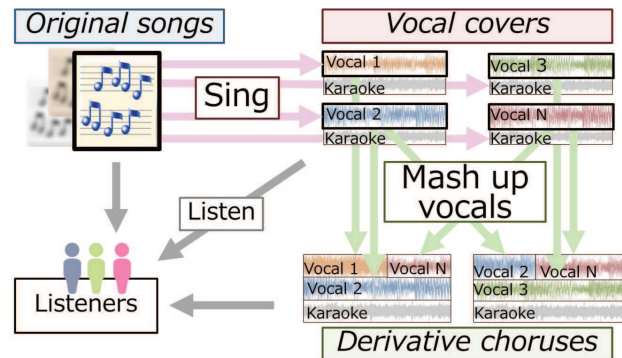 Original songs
Vocal covers
Vocal 1
Karaoke
Vocal 3
Karaoke
Sing
Vocal 2
Karaoke
Vocal N
Karaoke
Mash up
vocals
Listen
Listeners
Vocal 1
Vocal N
Vocal 2
Karaoke
Vocal 2
Vocal N
Vocal 3
Karaoke
Derivative choruses